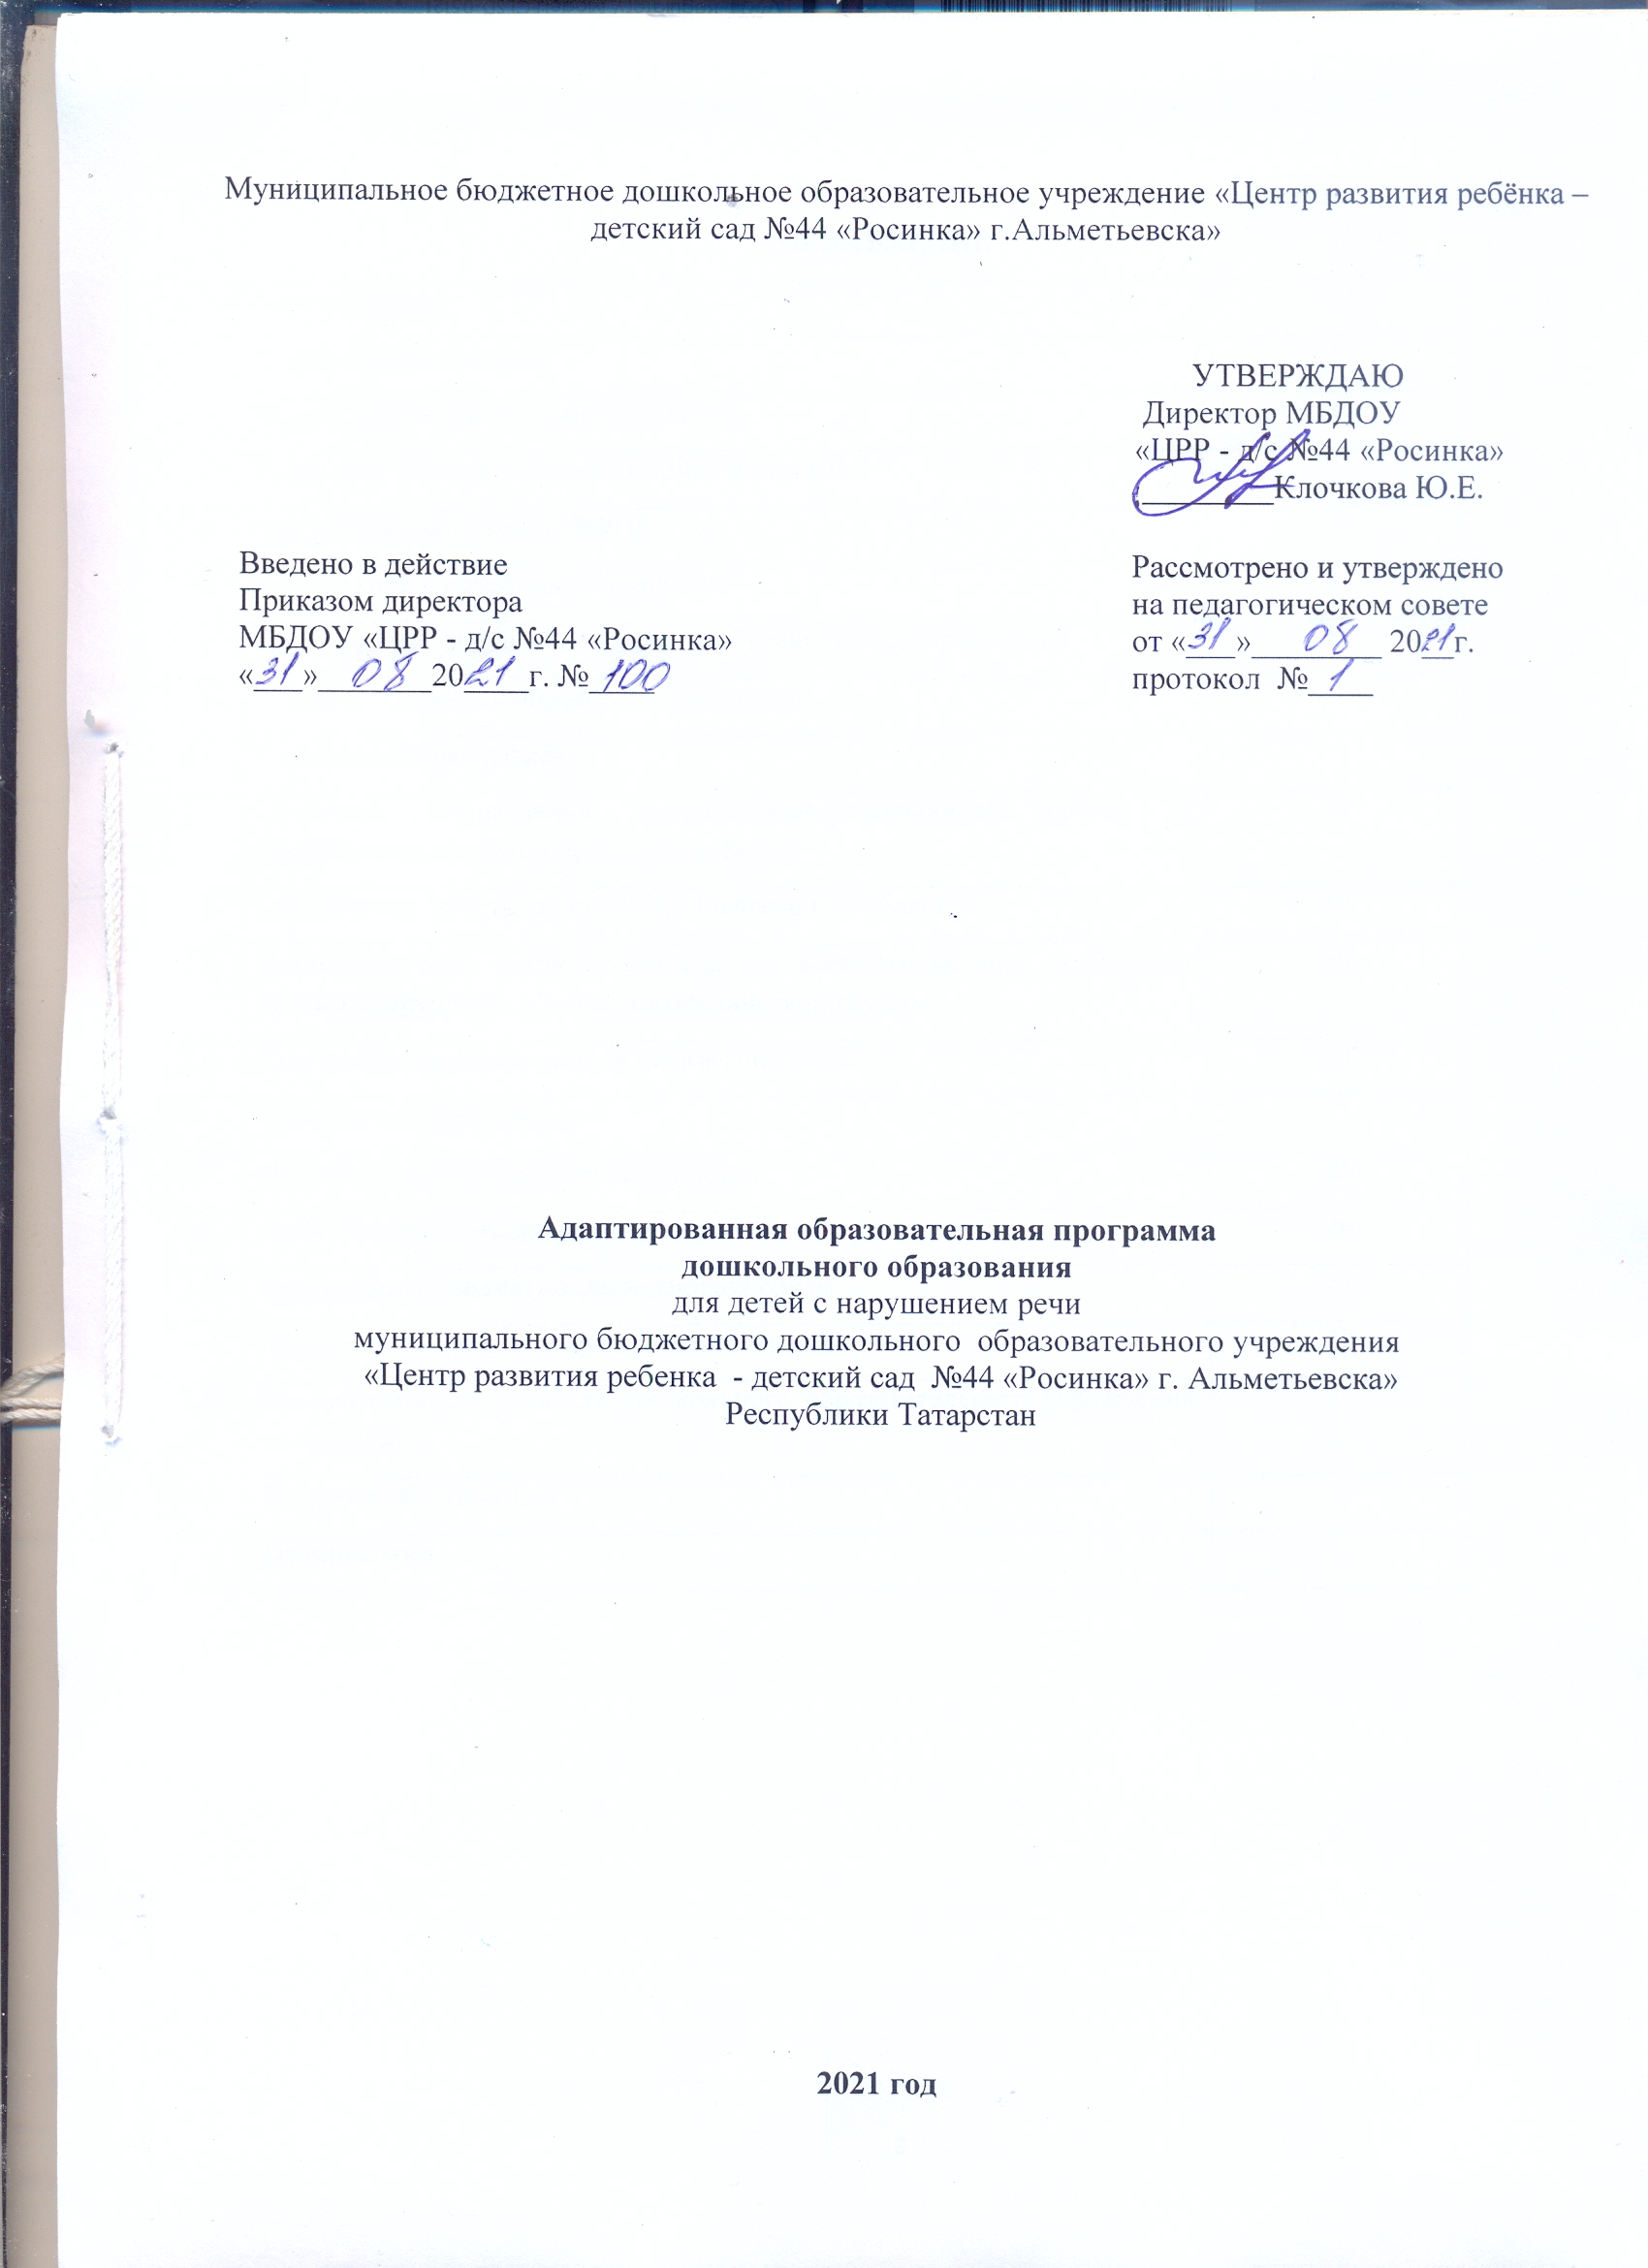 Муниципальное бюджетное дошкольное образовательное учреждение «Центр развития ребёнка –
детский сад №44 «Росинка» г.Альметьевска»
УТВЕРЖДАЮ
Директор МБДОУ
«ЦРР - д/с №44 «Росинка»
________Клочкова Ю.Е.
Введено в действие
Приказом директора
МБДОУ «ЦРР - д/с №44 «Росинка»
«31» 08 2021 г. № 100
Рассмотрено и утверждено
на педагогическом совете
от «31» 08 2021г.
протокол №1
Адаптированная образовательная программа
дошкольного образования
для детей с нарушением речи
муниципального бюджетного дошкольного образовательного учреждения
«Центр развития ребенка - детский сад №44 «Росинка» г. Альметьевска»
Республики Татарстан
2021 год